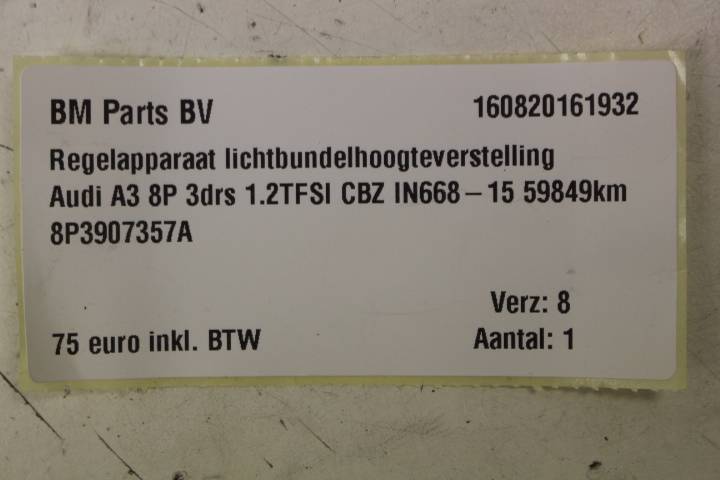 BM Parts BV 160820161932
Regelapparaat lichtbundelhoogteverstelling
Audi A3 8P 3drs 1.2TFSI CBZ IN668-15 59849km
8P3907357A
Verz: 8
75 euro inkl. BTW Aantal: 1